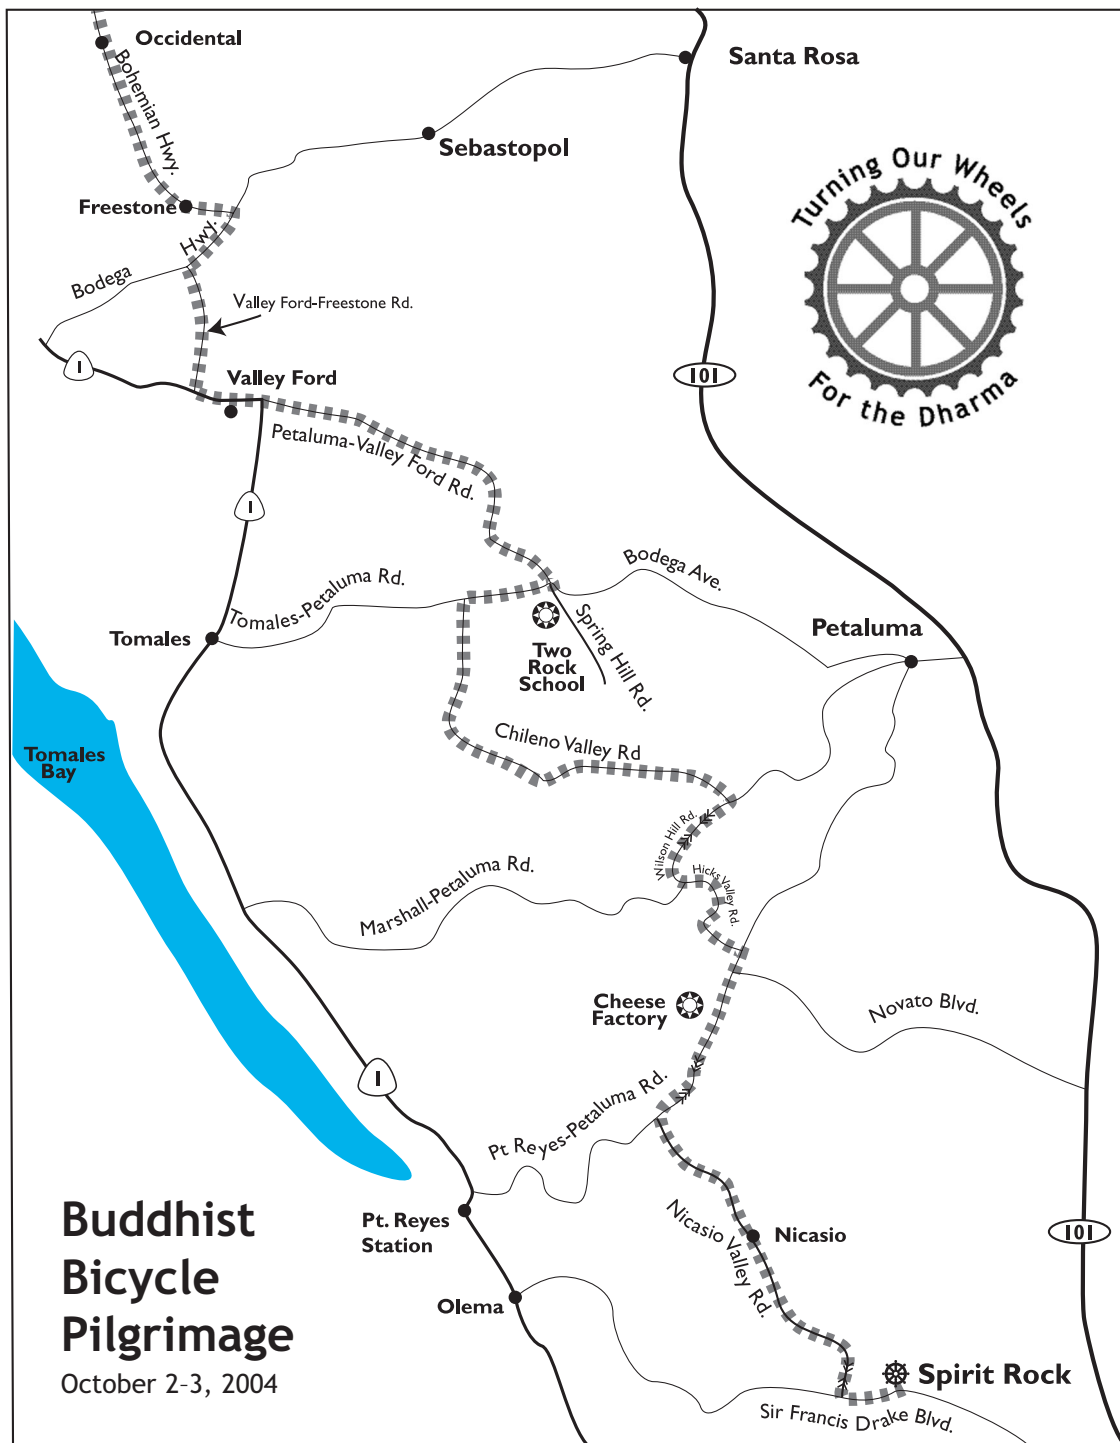 Occidental
Santa Rosa
Bohemian Hwy.
Sebastopol
Turning Our Wheels
For the Dharma
Freestone
Hwy.
Bodega
Valley Ford-Freestone Rd.
1
Valley Ford
101
Petaluma-Valley Ford Rd.
1
Bodega Ave.
Tomales-Petaluma Rd.
Tomales
Two
Rock
School
Spring Hill Rd.
Petaluma
Tomales
Bay
Chileno Valley Rd
Wilson Hill Rd.
Hicks Valley Rd.
Marshall-Petaluma Rd.
Cheese
Factory
Novato Blvd.
1
Pt Reyes-Petaluma Rd.
Buddhist
Bicycle
Pilgrimage
October 2-3, 2004
Pt. Reyes
Station
Nicasio
Nicasio Valley Rd.
101
Olema
Spirit Rock
Sir Francis Drake Blvd.